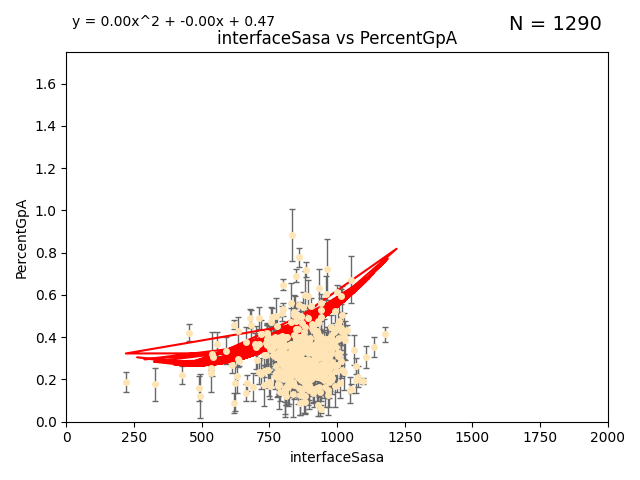 y = 0.00x^2 + -0.00x + 0.47
N = 1290
interfaceSasa vs PercentGpA
PercentGpA
1.6
1.4
1.2
1.0
0.8
0.6
0.4
0.2
0.0
0 250 500 750 1000 1250 1500 1750 2000
interfaceSasa